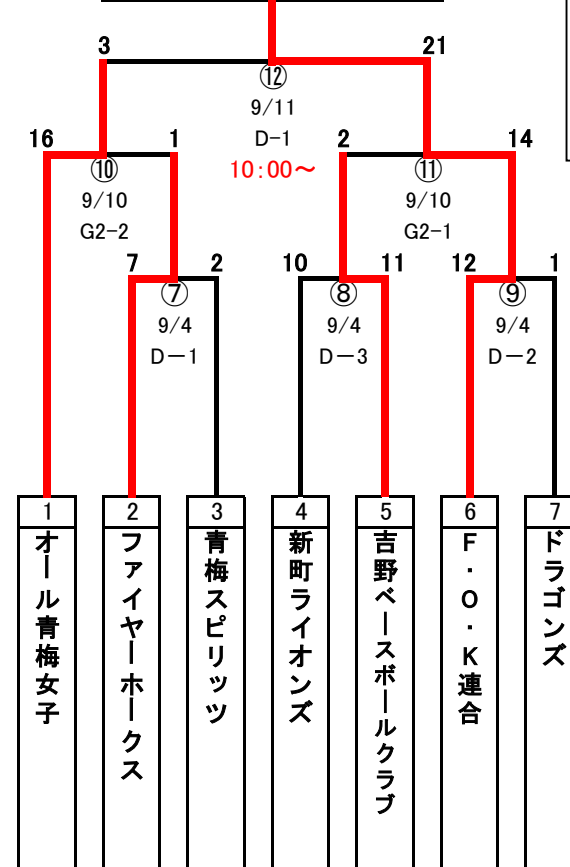 3 21
⑫
9/11
D-1
10:00～
16 1 2 14
⑩ ⑪
9/10 9/10
G2-2 G2-1
7 2 10 11 12 1
⑦ ⑧ ⑨
9/4 9/4 9/4
D－1 D－3 D－2
1 2 3 4 5 6 7
オール青梅女子
ファイヤーホークス
青梅スピリッツ
新町ライオンズ
吉野ベースボールクラブ
F・O・K連合
ドラゴンズ